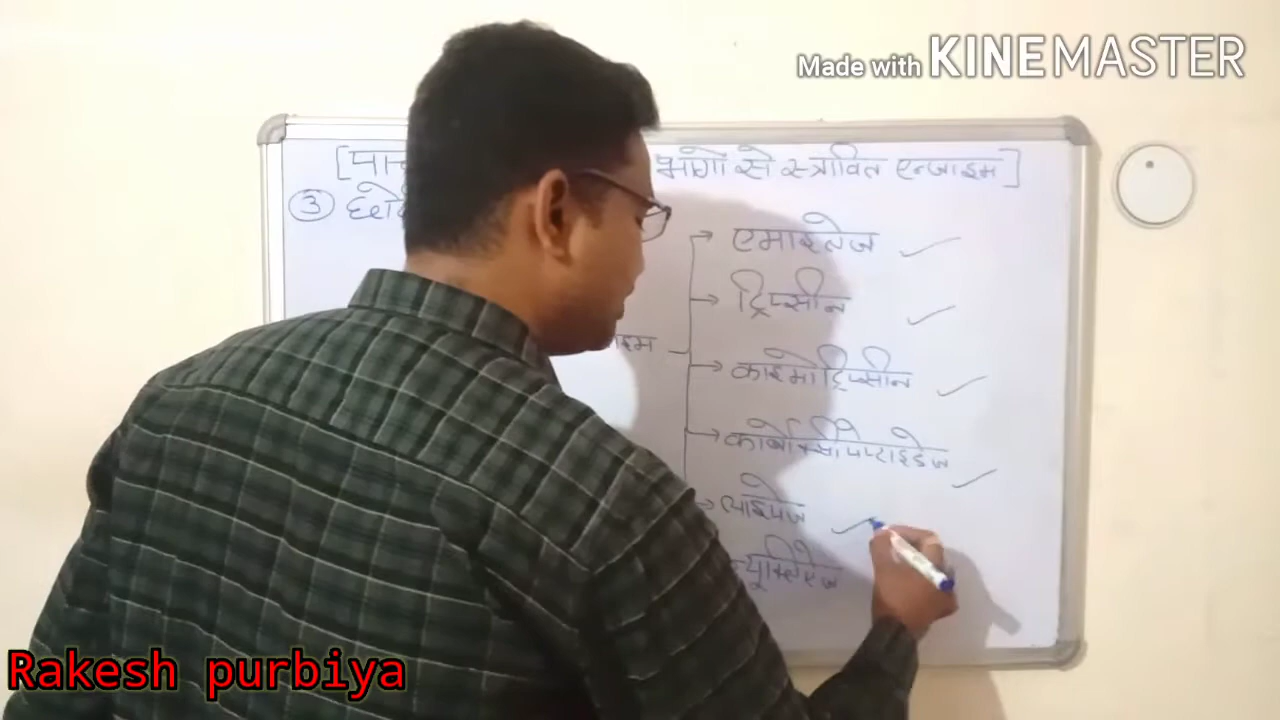 Made with KINEMASTER
भागों से स्त्रावित एन्जाइम]
③
→ एमाइलेज
→ ट्रिप्सीन
→ काइमोट्रिप्सीन
→ कार्बोक्सीपेप्टाइडेज
→ लाइपेज
न्यूक्लिएज
Rakesh purbiya